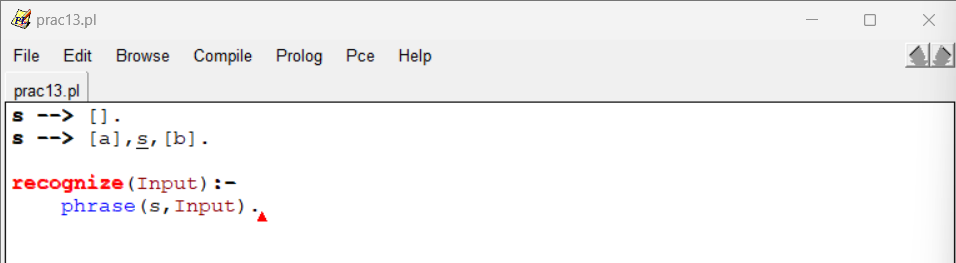 prac13.pl
File Edit Browse Compile Prolog Pce Help
prac13.pl
s --> [].
s --> [a],s,[b].
recognize(Input):-
    phrase(s,Input).